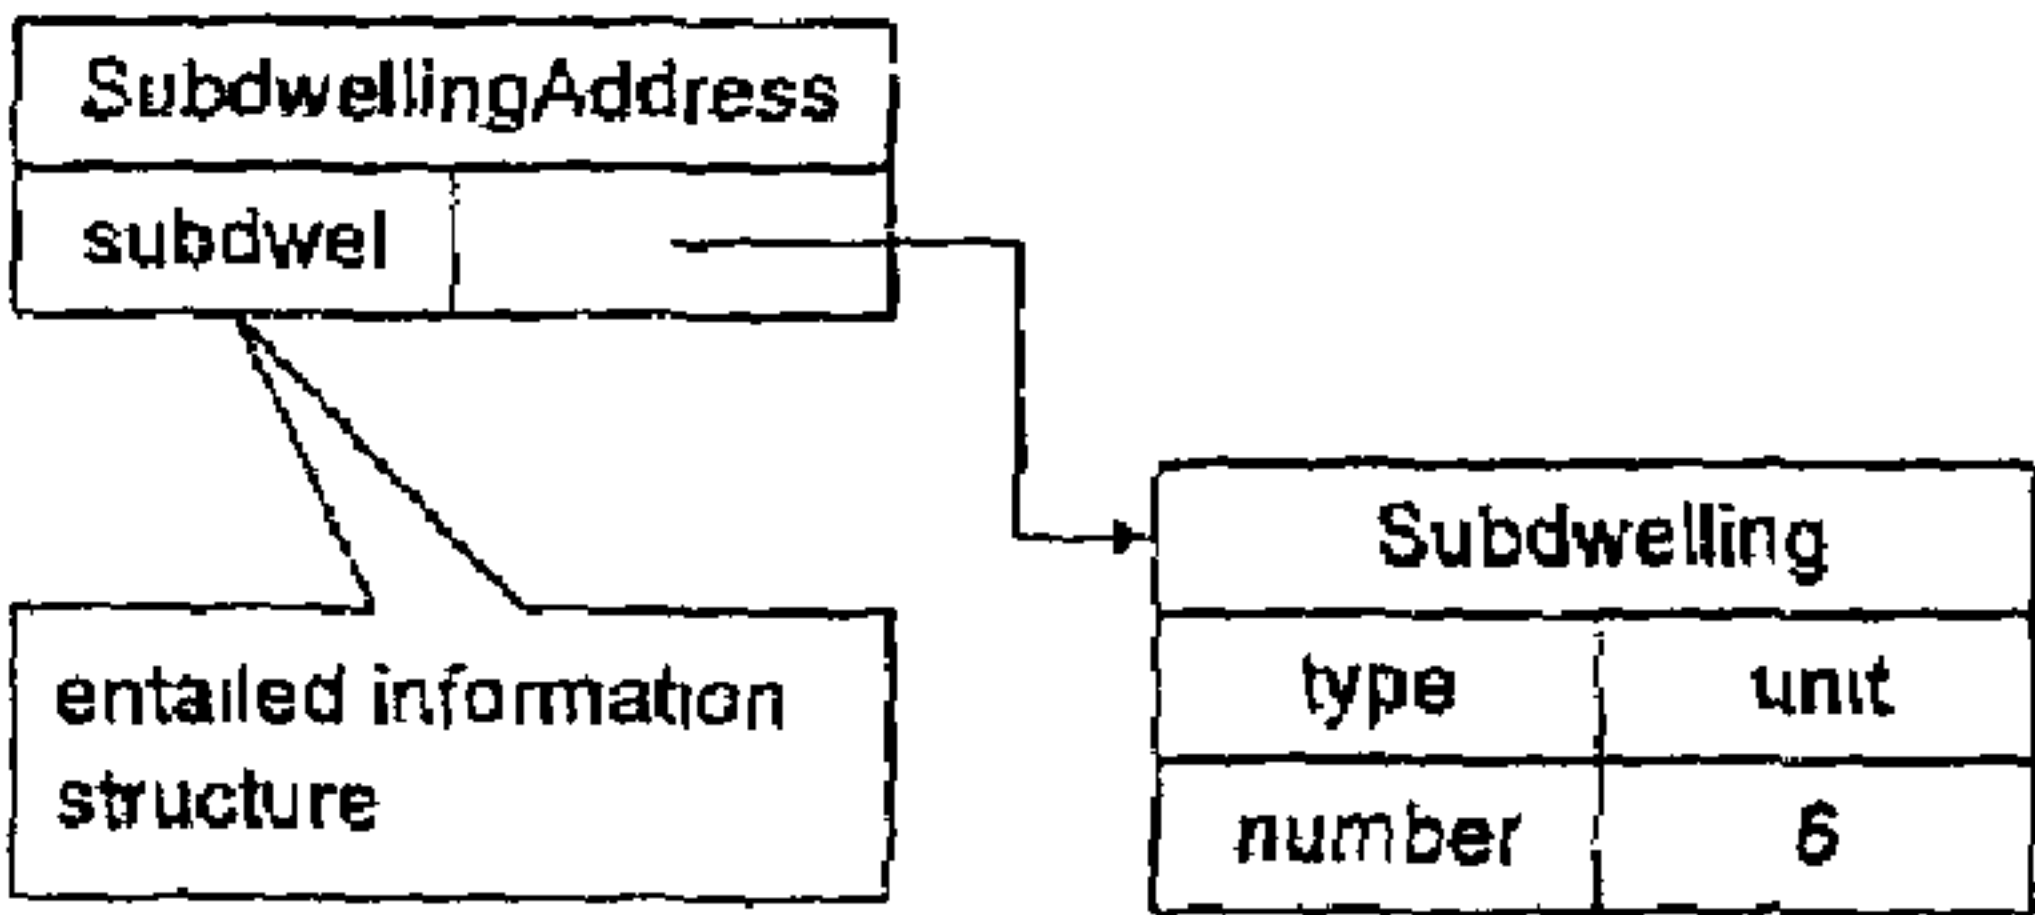 SubdwellingAddress
subdwel
entailed information
structure
Subdwelling
type unit
number 6